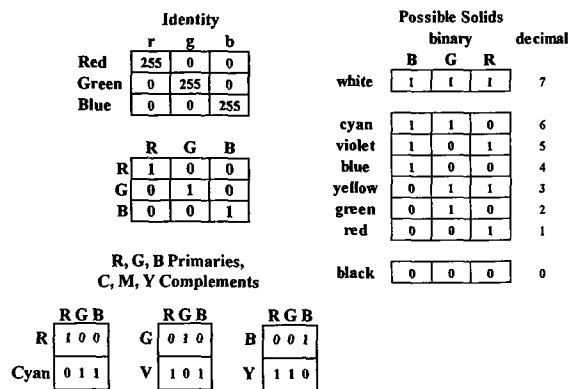 Identity
r g b
Red 255 0 0
Green 0 255 0
Blue 0 0 255
R G B
R 1 0 0
G 0 1 0
B 0 0 1
R, G, B Primaries,
C, M, Y Complements
R G B
R 1 0 0
Cyan 0 1 1
R G B
G 0 1 0
V 1 0 1
R G B
B 0 0 1
Y 1 1 0
Possible Solids
binary decimal
B G R
white 1 1 1 7
cyan 1 1 0 6
violet 1 0 1 5
blue 1 0 0 4
yellow 0 1 1 3
green 0 1 0 2
red 0 0 1 1
black 0 0 0 0